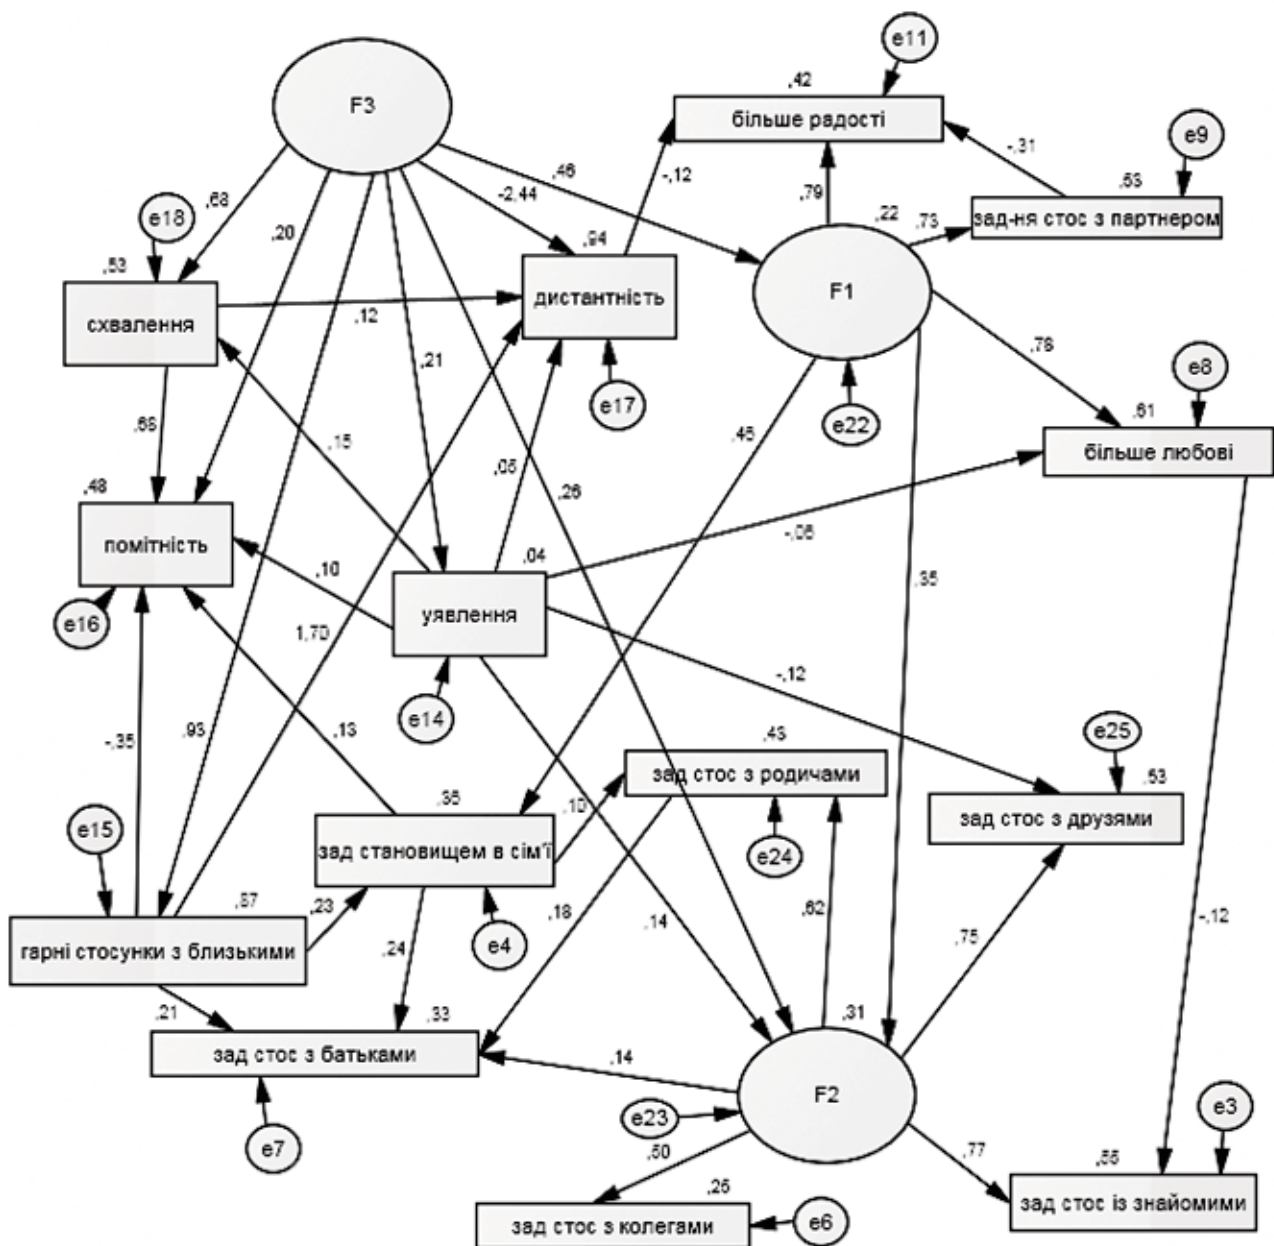 e11
,42
F3
більше радості
e9
-,31
,46
-2,44
-,12
,53
,68
,79
e18
,20
,22
,73
зад-ня стос з партнером
,94
,53
F1
дистантність
схвалення
,12
,21
,78
e8
e17
,61
e22
,68
,15
,45
більше любові
,05
,48
,26
помітність
-,06
,04
,10
,35
e16
уявлення
1,70
-,12
e14
,13
e25
-,35
,93
,43
,53
зад стос з родичами
,35
,10
e15
зад стос з друзями
зад становищем в сім'ї
e24
,87
,23
,62
-,12
,18
,14
гарні стосунки з близькими
,24
e4
,75
,21
,33
,31
зад стос з батьками
,14
F2
e23
e3
e7
,50
,77
,55
,25
зад стос із знайомими
зад стос з колегами
e6